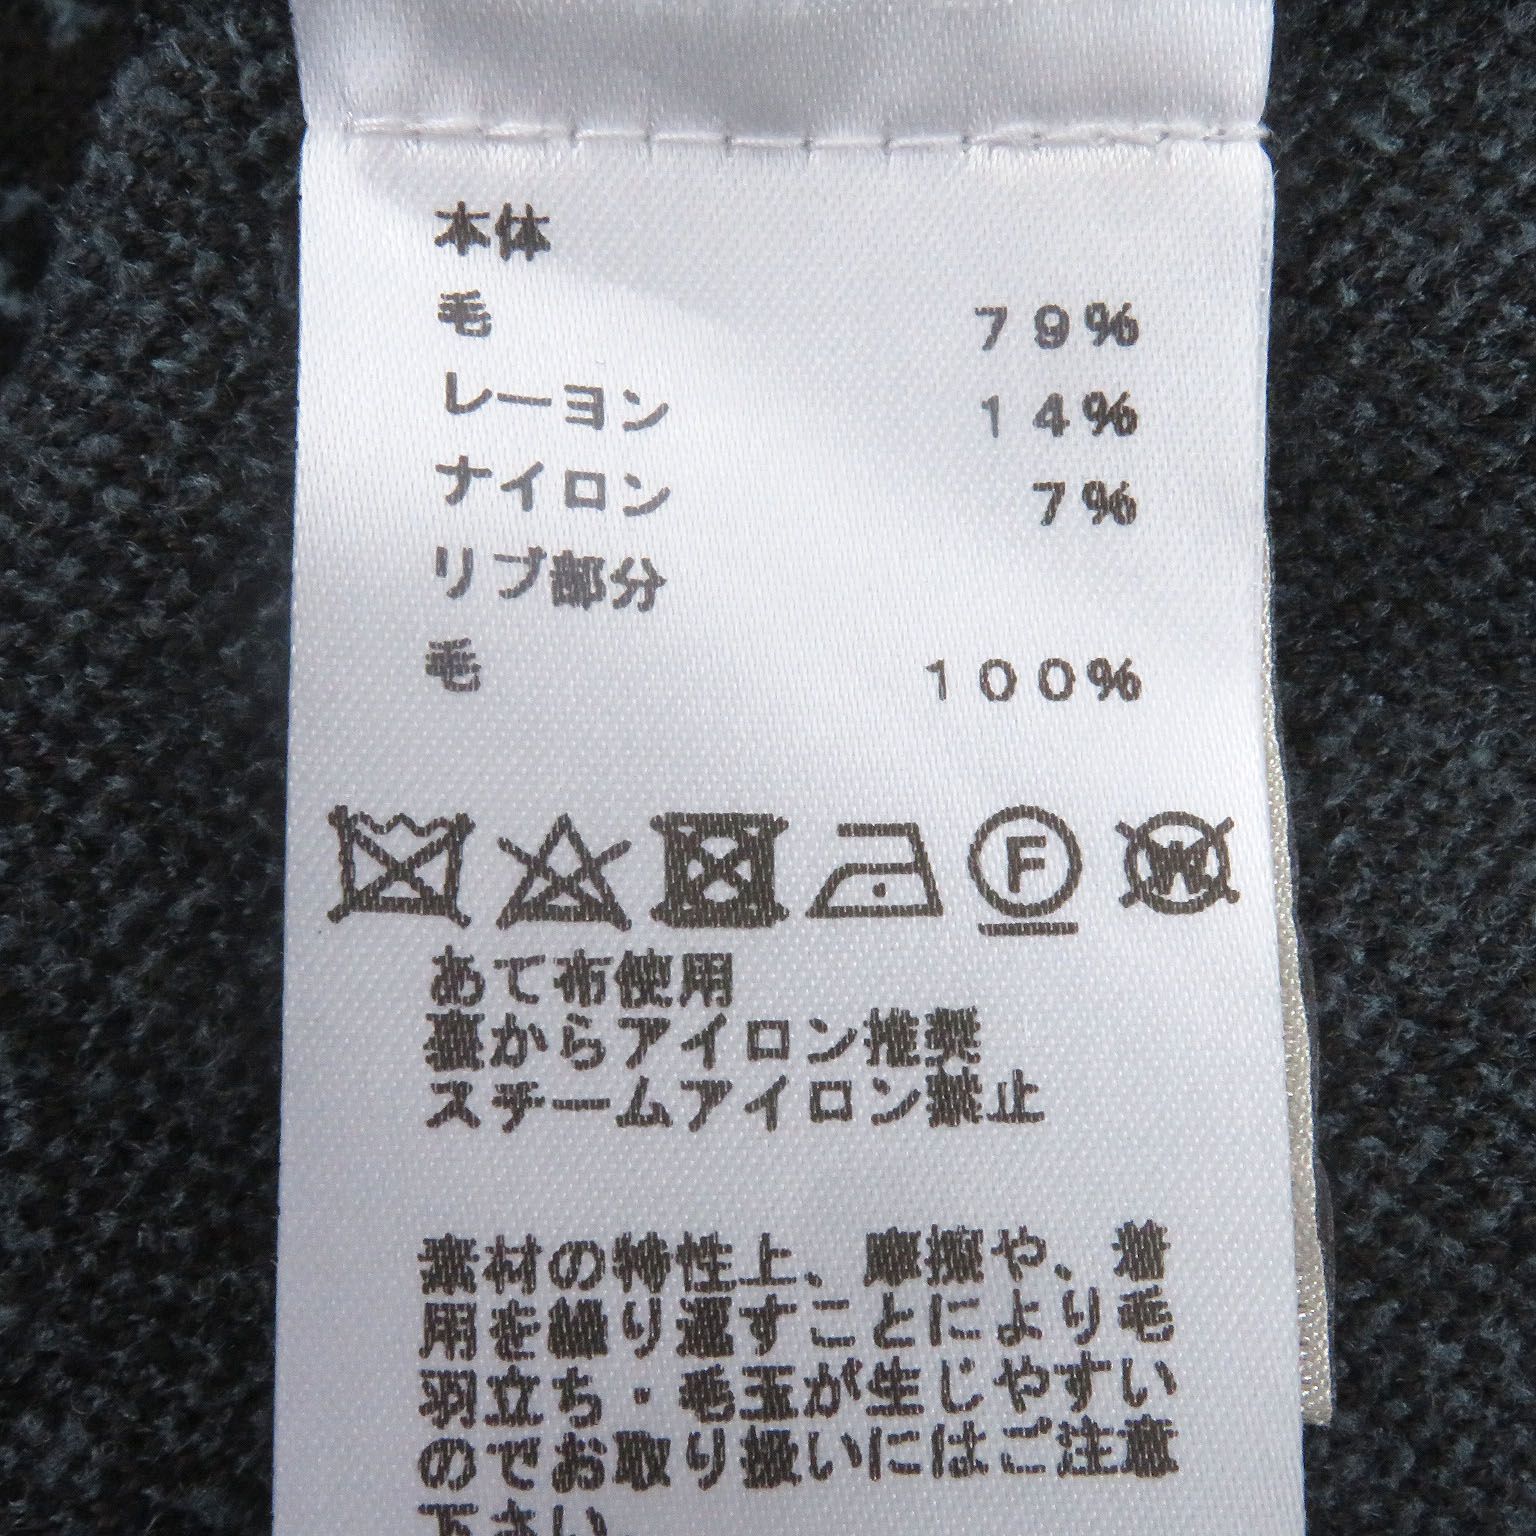 本体
毛 79%
レーヨン 14%
ナイロン 7%
リブ部分
毛 100%
F W
あて布使用
裏からアイロン推奨
スチームアイロン禁止
素材の特性上、摩擦や、着
用を繰り返すことにより毛
羽立ち・毛玉が生じやすい
のでお取り扱いにはご注意
下さい。